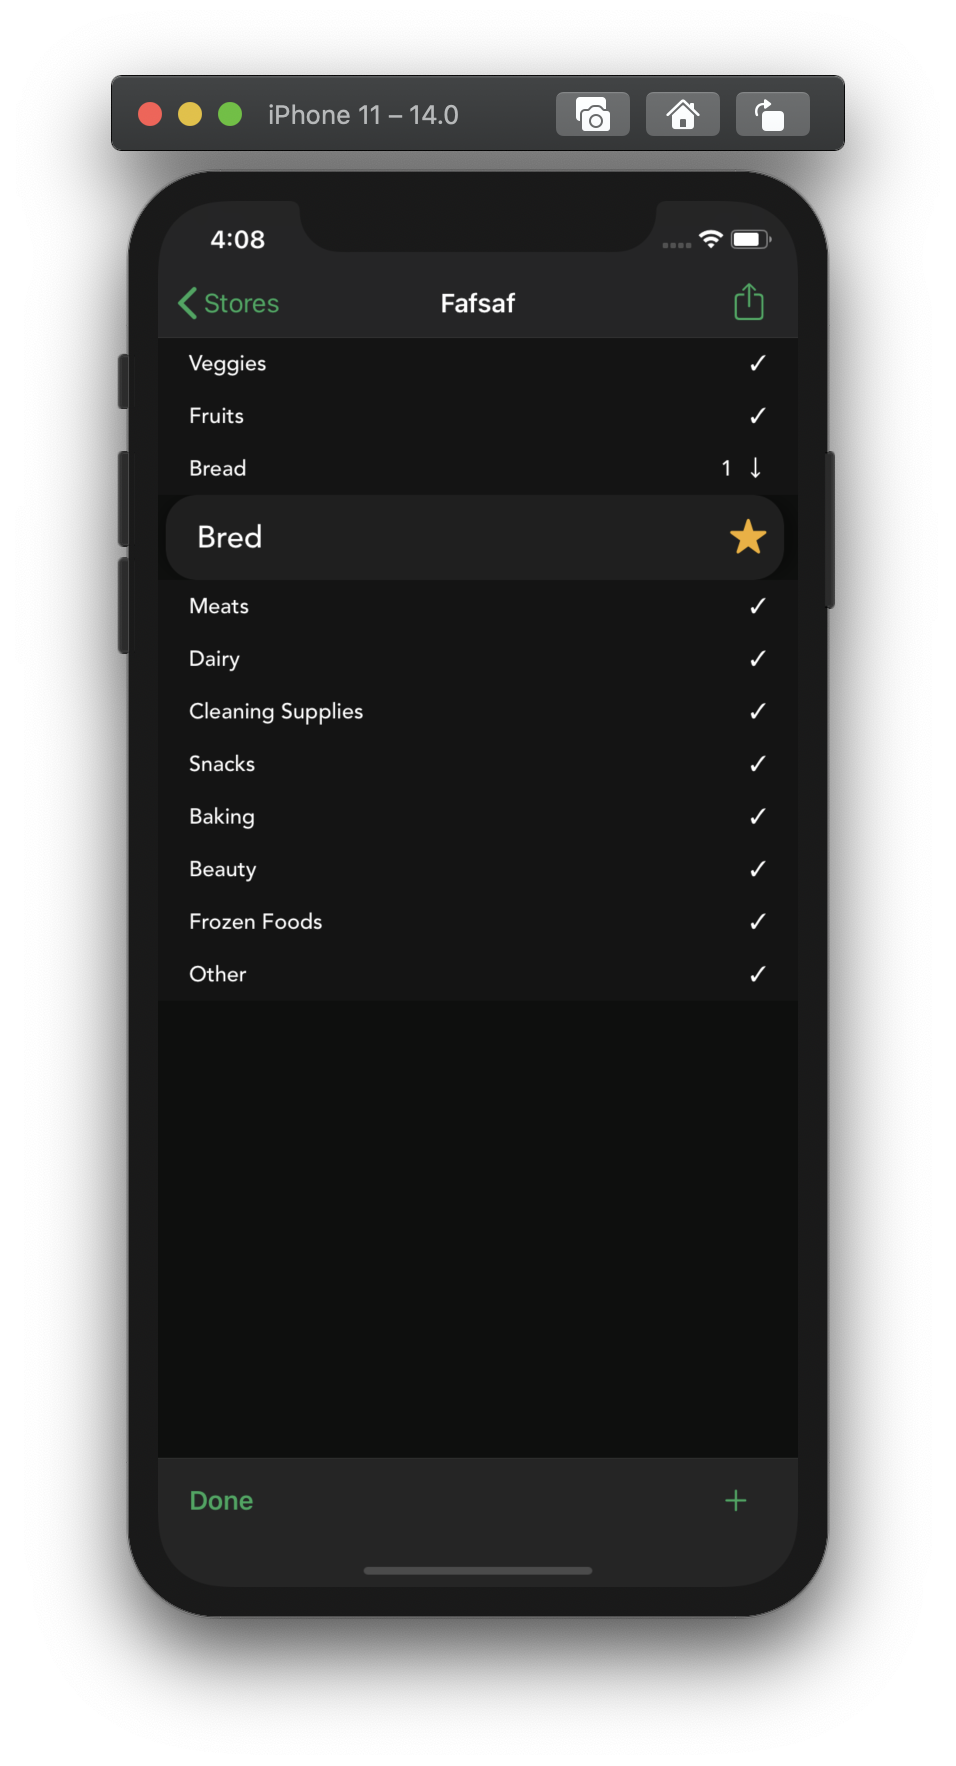 iPhone 11 – 14.0
4:08
Stores
Fafsaf
Veggies ✓
Fruits ✓
Bread 1 ↓
Bred
Meats ✓
Dairy ✓
Cleaning Supplies ✓
Snacks ✓
Baking ✓
Beauty ✓
Frozen Foods ✓
Other ✓
Done +